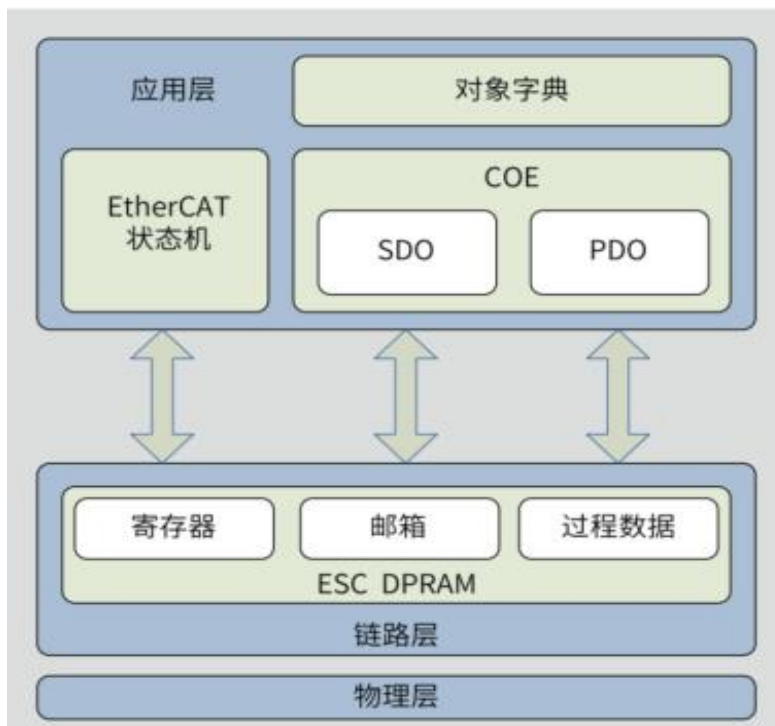 应用层
对象字典
EtherCAT
状态机
COE
SDO
PDO
寄存器
邮箱
过程数据
ESC DPRAM
链路层
物理层